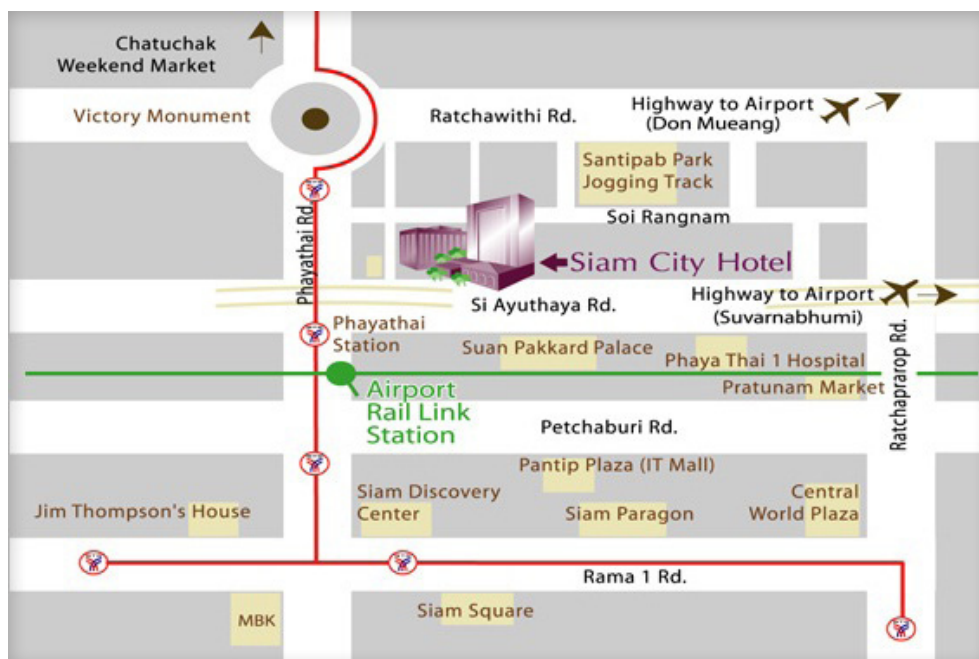 Chatuchak
Weekend Market
Victory Monument
Ratchawithi Rd.
Highway to Airport
(Don Mueang)
Santipab Park
Jogging Track
Soi Rangnam
Phayathai Rd.
Siam City Hotel
Si Ayuthaya Rd.
Highway to Airport
(Suvarnabhumi)
Phayathai
Station
Suan Pakkard Palace
Phaya Thai 1 Hospital
Pratunam Market
Ratchaprarop Rd.
Airport
Rail Link
Station
Petchaburi Rd.
Pantip Plaza (IT Mall)
Jim Thompson's House
Siam Discovery
Center
Siam Paragon
Central
World Plaza
Rama 1 Rd.
MBK
Siam Square